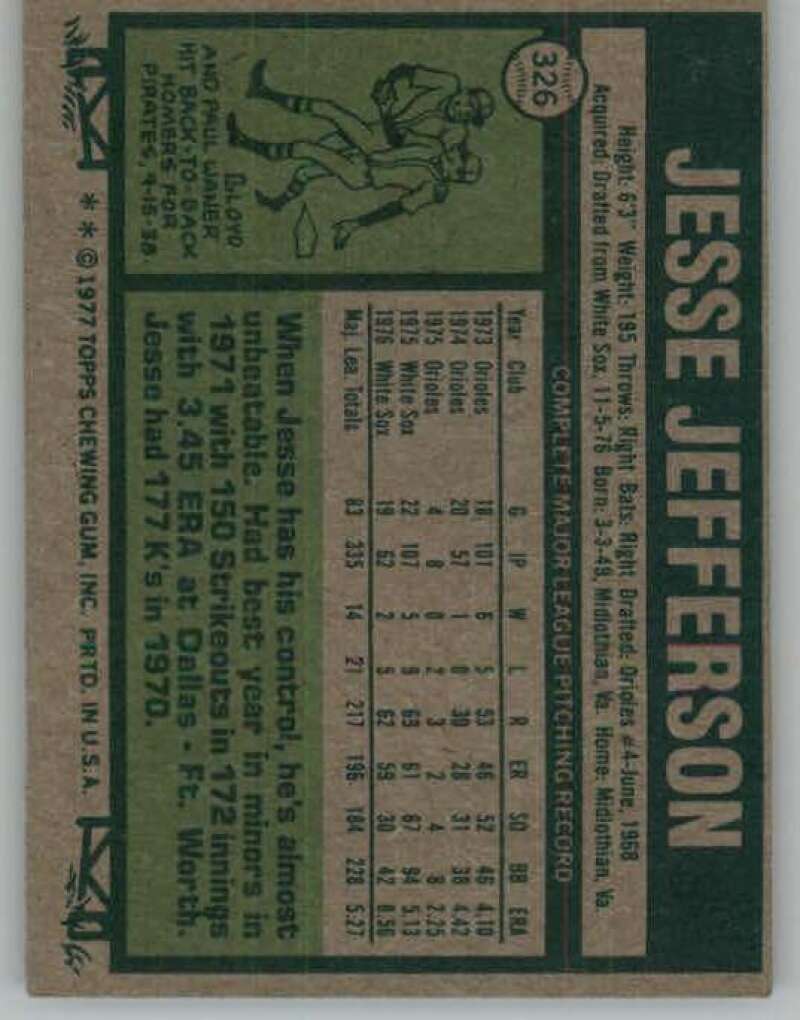 JESSE JEFFERSON
326
Height: 6'3" Weight: 195 Throws: Right Bats: Right Drafted: Orioles #4-June, 1968
Acquired: Drafted from White Sox, 11-5-76 Born: 3-3-49, Midlothian, Va. Home: Midlothian, Va.
COMPLETE MAJOR LEAGUE PITCHING RECORD
Year Club G IP W L R ER SO BB ERA
1973 Orioles 18 101 6 5 53 46 52 46 4.10
1974 Orioles 20 57 1 0 30 28 31 38 4.42
1975 Orioles 4 8 0 2 3 2 4 8 2.25
1975 White Sox 22 107 5 9 69 61 67 94 5.13
1976 White Sox 19 62 2 5 62 59 30 42 8.56
Maj. Lea. Totals 83 335 14 21 217 196 184 228 5.27
LLOYD
AND PAUL WANER
HIT BACK-TO-BACK
HOMERS FOR
PIRATES, 9-15-38.
When Jesse has his control, he's almost
unbeatable. Had best year in minors in
1971 with 150 Strikeouts in 172 innings
with 3.45 ERA at Dallas - Ft. Worth.
Jesse had 177 K's in 1970.
* * © 1977 TOPPS CHEWING GUM, INC. PRTD. IN U.S.A.